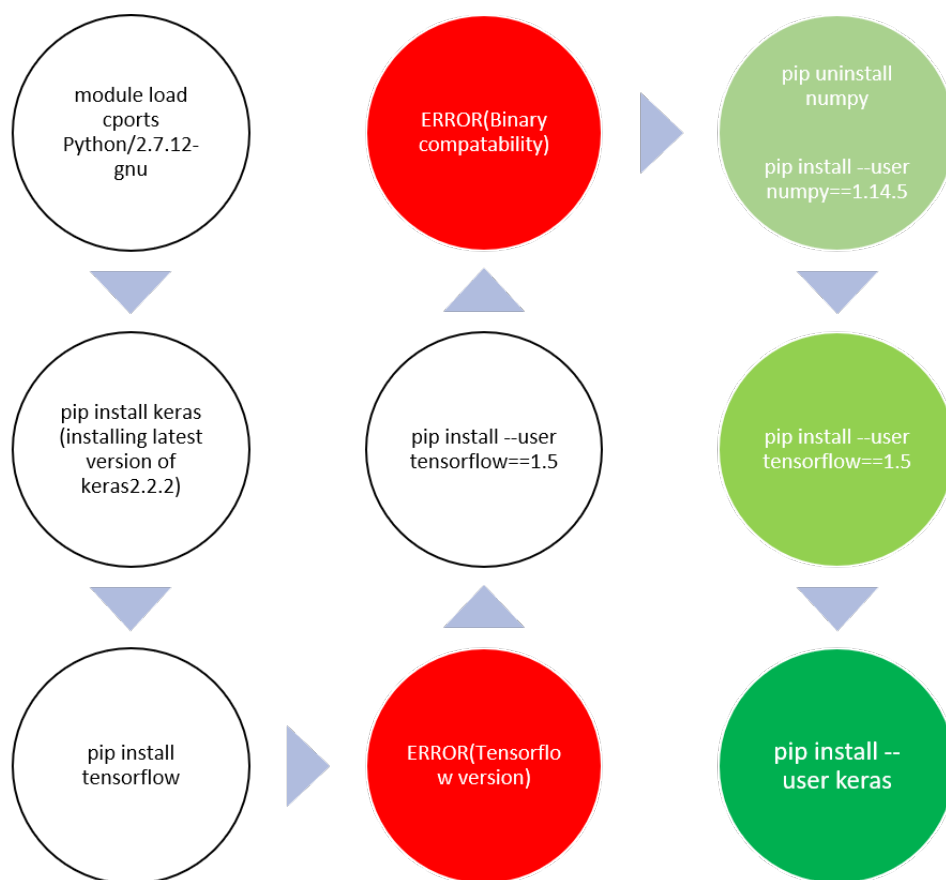 module load
cports
Python/2.7.12-
gnu
pip install keras
(installing latest
version of
keras2.2.2)
pip install
tensorflow
ERROR(Tensorflo
w version)
pip install --user
tensorflow==1.5
ERROR(Binary
compatability)
pip uninstall
numpy
pip install --user
numpy==1.14.5
pip install --user
tensorflow==1.5
pip install --
user keras